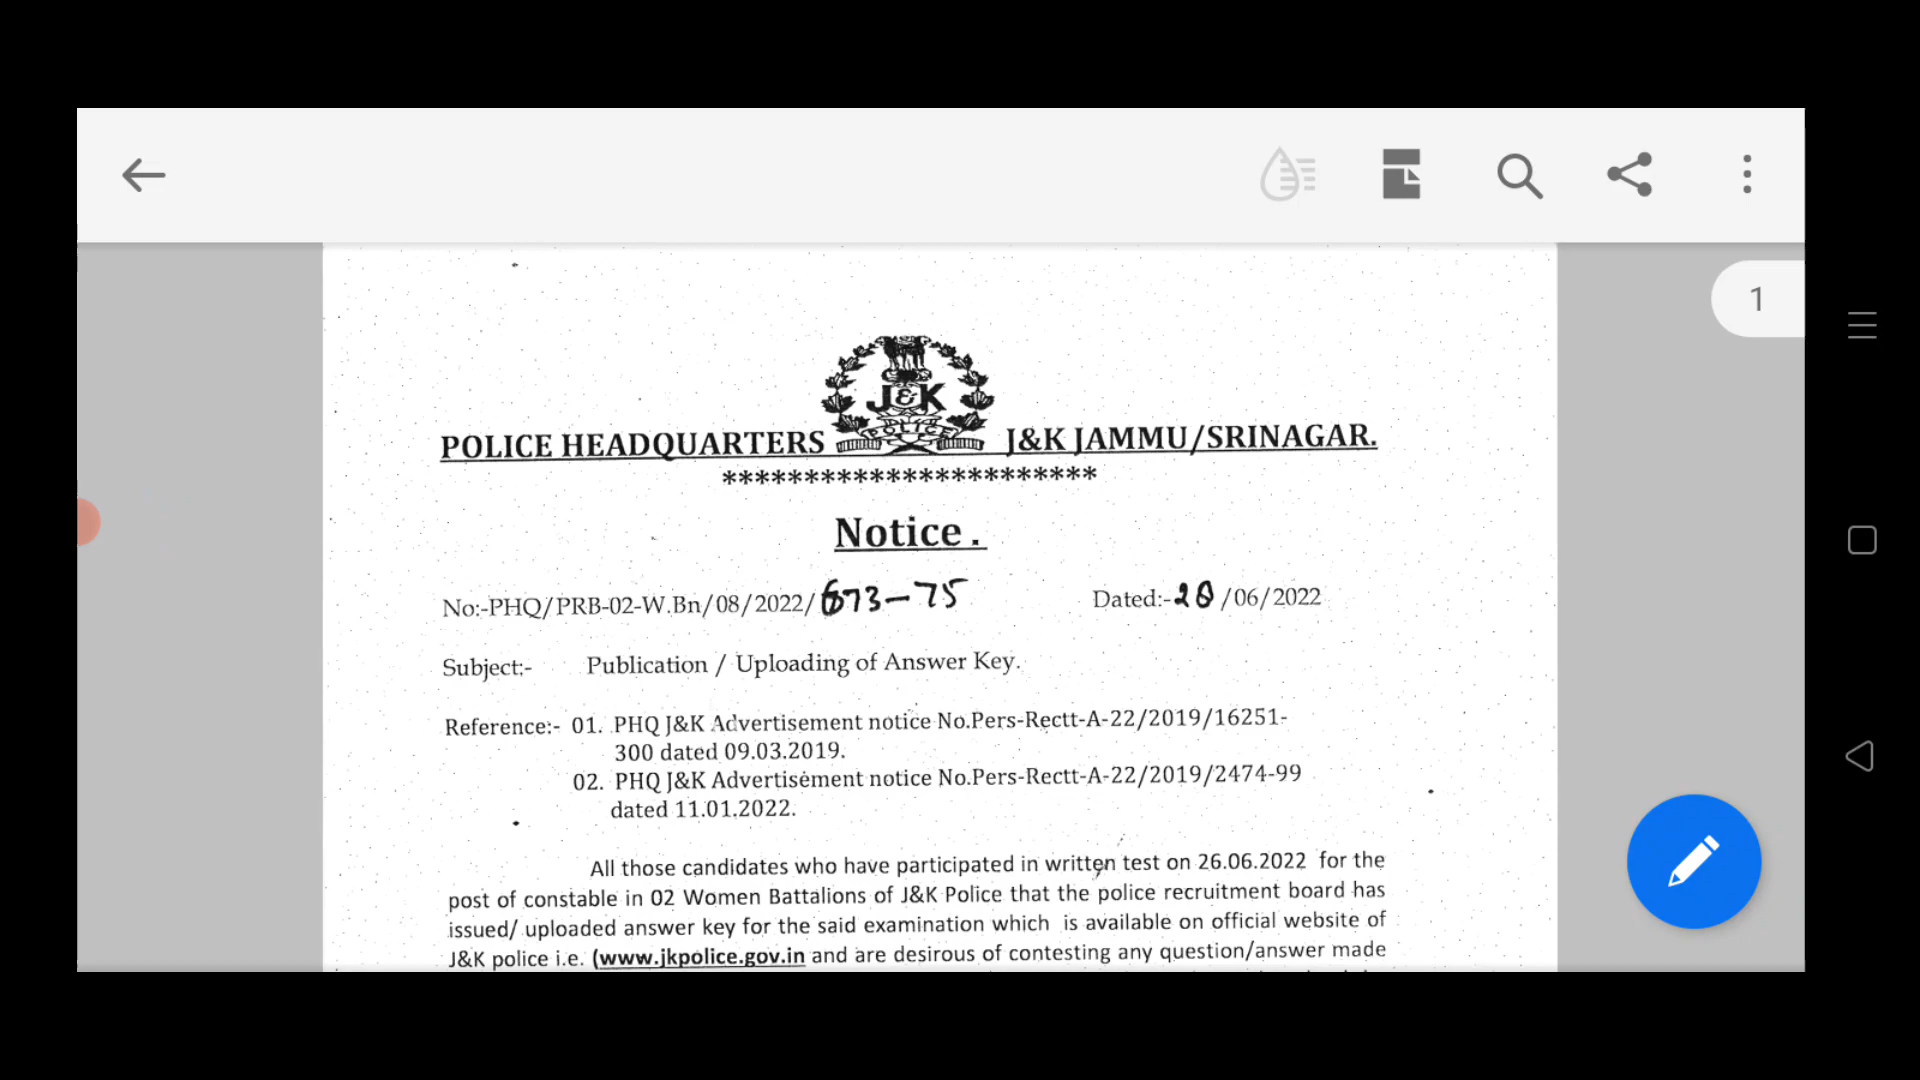 1
J&K
POLICE
POLICE HEADQUARTERS J&K JAMMU/SRINAGAR.
***********************
Notice .
No:-PHQ/PRB-02-W.Bn/08/2022/673-75 Dated:-28/06/2022
Subject:- Publication / Uploading of Answer Key.
Reference:- 01. PHQ J&K Advertisement notice No.Pers-Rectt-A-22/2019/16251-
300 dated 09.03.2019.
02. PHQ J&K Advertisement notice No.Pers-Rectt-A-22/2019/2474-99
dated 11.01.2022.
All those candidates who have participated in written test on 26.06.2022 for the
post of constable in 02 Women Battalions of J&K Police that the police recruitment board has
issued/ uploaded answer key for the said examination which is available on official website of
J&K police i.e. (www.jkpolice.gov.in and are desirous of contesting any question/answer made